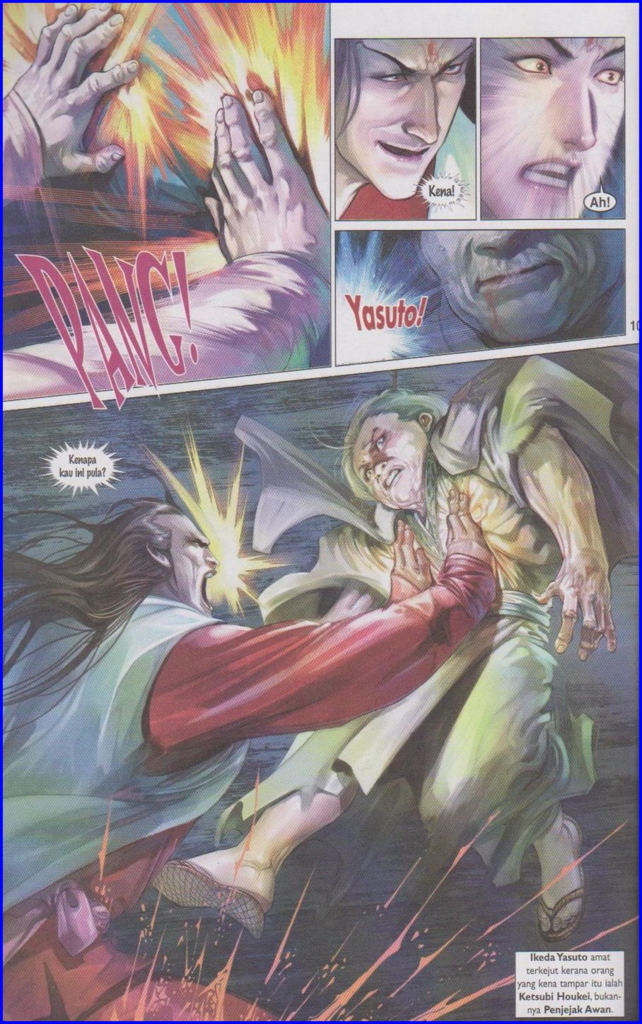 PANG!
Kena!
Ah!
Yasuto!
10
Kenapa
kau ini pula?
Ikeda Yasuto amat
terkejut kerana orang
yang kena tampar itu ialah
Ketsubi Houkei, bukan-
nya Penjejak Awan.